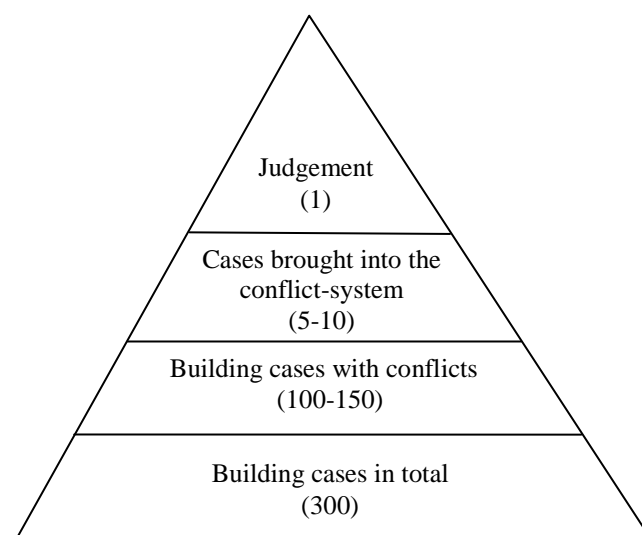 Judgement
(1)
Cases brought into the
conflict-system
(5-10)
Building cases with conflicts
(100-150)
Building cases in total
(300)